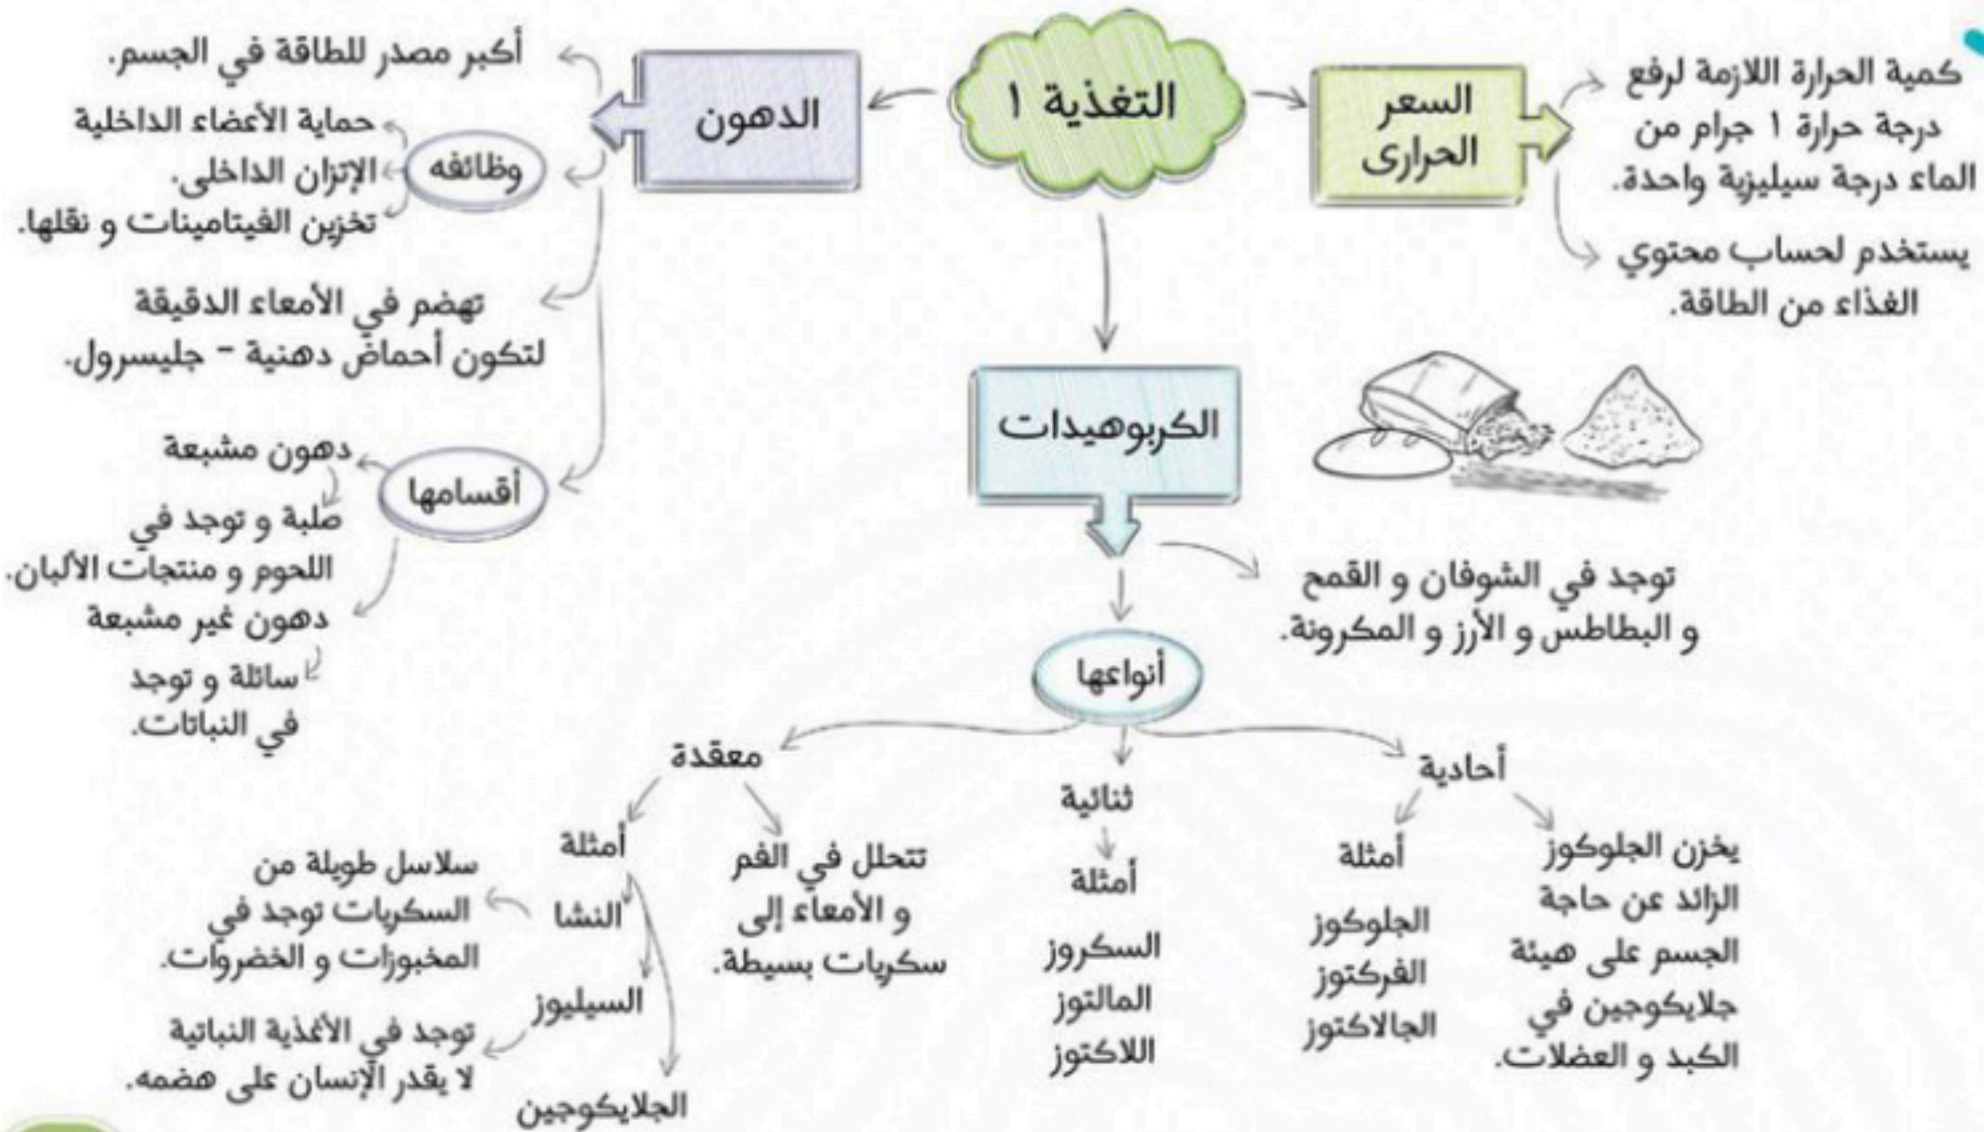 التغذية ١
السعر
الحرارى
كمية الحرارة اللازمة لرفع
درجة حرارة ١ جرام من
الماء درجة سيليزية واحدة.
يستخدم لحساب محتوي
الغذاء من الطاقة.
الدهون
أكبر مصدر للطاقة في الجسم.
وظائفه
حماية الأعضاء الداخلية
الإتزان الداخلى.
تخزين الفيتامينات و نقلها.
تهضم في الأمعاء الدقيقة
لتكون أحماض دهنية - جليسرول.
أقسامها
دهون مشبعة
صلبة و توجد في
اللحوم و منتجات الألبان.
دهون غير مشبعة
سائلة و توجد
في النباتات.
الكربوهيدات
توجد في الشوفان و القمح
و البطاطس و الأرز و المكرونة.
أنواعها
أحادية
يخزن الجلوكوز
الزائد عن حاجة
الجسم على هيئة
جلايكوجين في
الكبد و العضلات.
أمثلة
الجلوكوز
الفركتوز
الجالاكتوز
ثنائية
أمثلة
السكروز
المالتوز
اللاكتوز
معقدة
تتحلل في الفم
و الأمعاء إلى
سكريات بسيطة.
أمثلة
النشا
سلاسل طويلة من
السكريات توجد في
المخبوزات و الخضروات.
السيليوز
توجد في الأغذية النباتية
لا يقدر الإنسان على هضمه.
الجلايكوجين